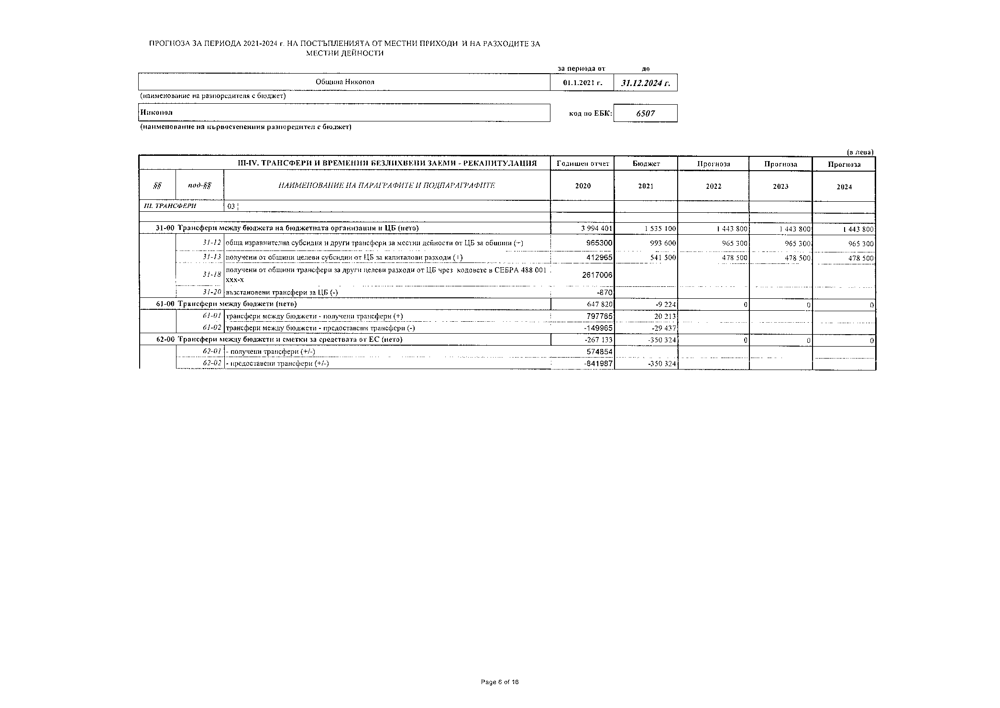 ПРОГНОЗА ЗА ПЕРИОДА 2021-2024 г. НА ПОСТЪПЛЕНИЯТА ОТ МЕСТНИ ПРИХОДИ И НА РАЗХОДИТЕ ЗА
МЕСТНИ ДЕЙНОСТИ
за периода от до
Община Никопол 01.1.2021 г. 31.12.2024 г.
(наименование на разпоредителя с бюджет)
Никопол код по ЕБК: 6507
(наименование на първостепенния разпоредител с бюджет)
(в лева)
III-IV. ТРАНСФЕРИ И ВРЕМЕННИ БЕЗЛИХВЕНИ ЗАЕМИ - РЕКАПИТУЛАЦИЯ Годишен отчет Бюджет Прогноза Прогноза Прогноза
§§ под-§§ НАИМЕНОВАНИЕ НА ПАРАГРАФИТЕ И ПОДПАРАГРАФИТЕ 2020 2021 2022 2023 2024
III. ТРАНСФЕРИ 03
31-00 Трансфери между бюджета на бюджетната организация и ЦБ (нето) 3 994 401 1 535 100 1 443 800 1 443 800 1 443 800
31-12 обща изравнителна субсидия и други трансфери за местни дейности от ЦБ за общини (+) 965300 993 600 965 300 965 300 965 300
31-13 получени от общини целеви субсидии от ЦБ за капиталови разходи (+) 412965 541 500 478 500 478 500 478 500
31-18 получени от общини трансфери за други целеви разходи от ЦБ чрез кодовете в СЕБРА 488 001
ххх-х 2617006
31-20 възстановени трансфери за ЦБ (-) -870
61-00 Трансфери между бюджети (нето) 647 820 -9 224 0 0 0
61-01 трансфери между бюджети - получени трансфери (+) 797785 20 213
61-02 трансфери между бюджети - предоставени трансфери (-) -149965 -29 437
62-00 Трансфери между бюджети и сметки за средствата от ЕС (нето) -267 133 -350 324 0 0 0
62-01 - получени трансфери (+/-) 574854
62-02 - предоставени трансфери (+/-) -841987 -350 324
Page 6 of 16